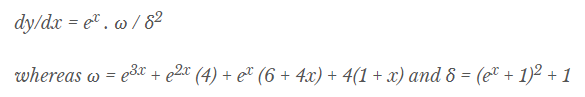 dy/dx = eˣ . ω / δ²
whereas ω = e³ˣ + e²ˣ (4) + eˣ (6 + 4x) + 4(1 + x) and δ = (eˣ + 1)² + 1